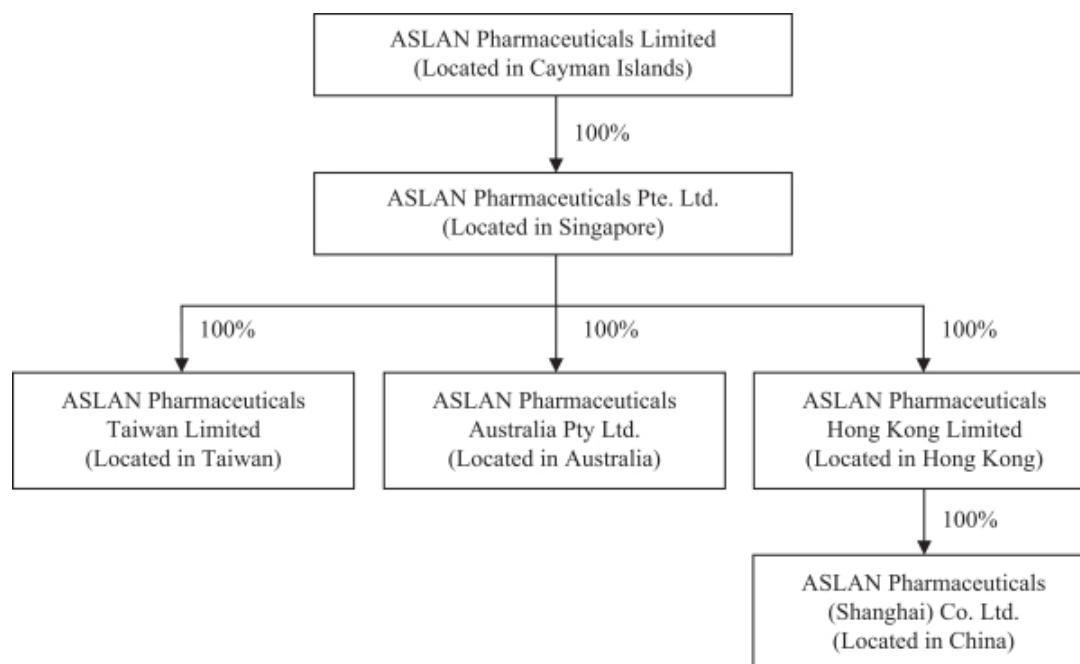 ASLAN Pharmaceuticals Limited
(Located in Cayman Islands)
100%
ASLAN Pharmaceuticals Pte. Ltd.
(Located in Singapore)
100%
100%
100%
ASLAN Pharmaceuticals
Taiwan Limited
(Located in Taiwan)
ASLAN Pharmaceuticals
Australia Pty Ltd.
(Located in Australia)
ASLAN Pharmaceuticals
Hong Kong Limited
(Located in Hong Kong)
100%
ASLAN Pharmaceuticals
(Shanghai) Co. Ltd.
(Located in China)